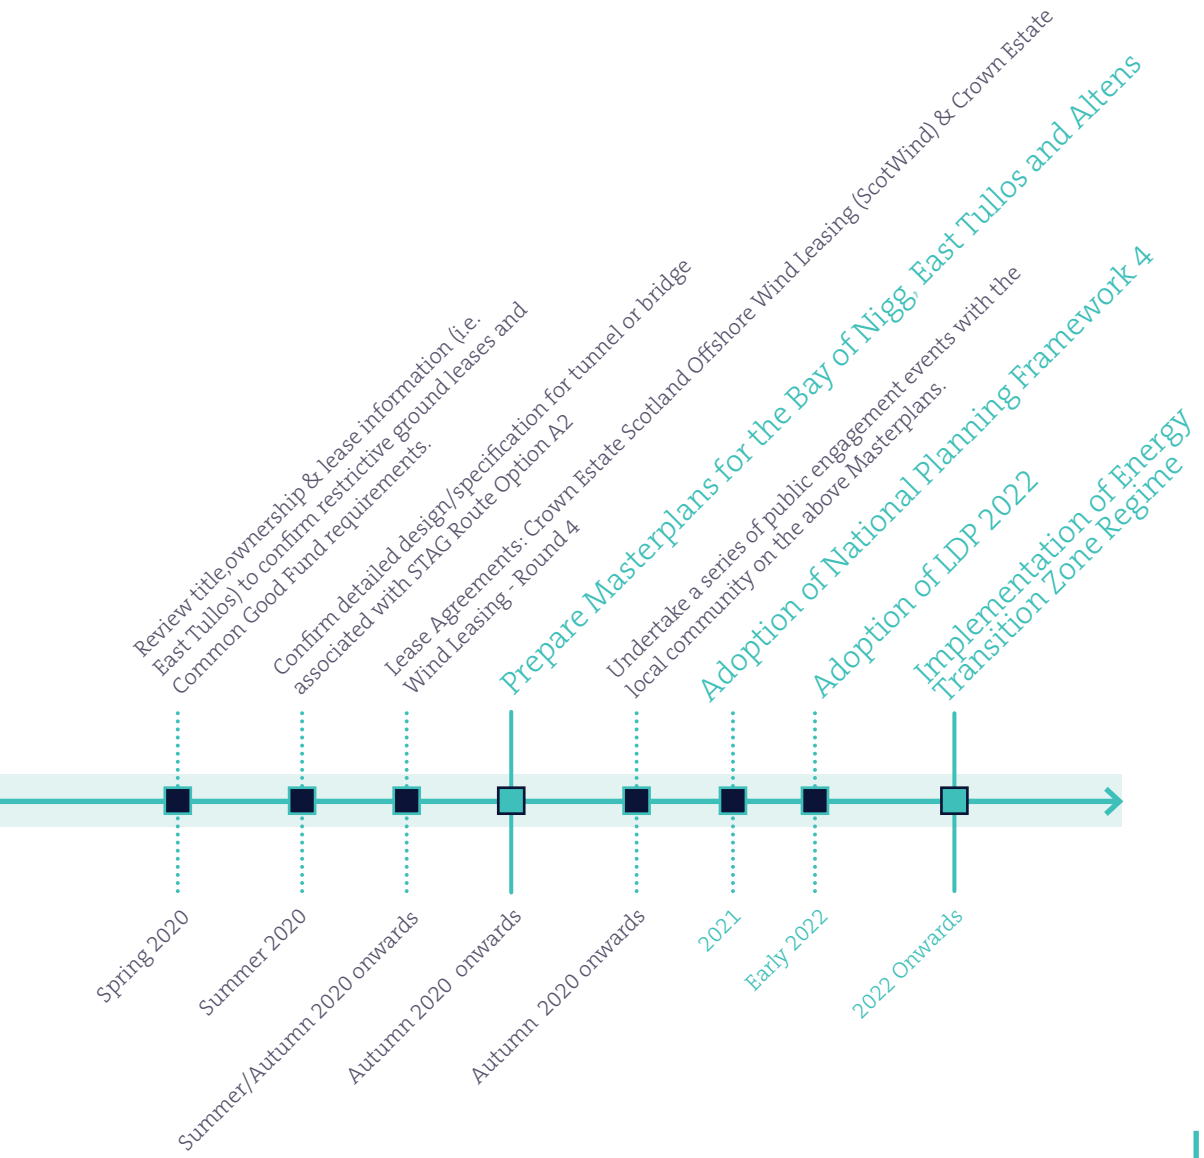 Review title,ownership & lease information (i.e.
East Tullos) to confirm restrictive ground leases and
Common Good Fund requirements.
Confirm detailed design/specification for tunnel or bridge
associated with STAG Route Option A2
Lease Agreements: Crown Estate Scotland Offshore Wind Leasing (ScotWind) & Crown Estate
Wind Leasing - Round 4
Prepare Masterplans for the Bay of Nigg, East Tullos and Altens
Undertake a series of public engagement events with the
local community on the above Masterplans.
Adoption of National Planning Framework 4
Adoption of LDP 2022
Implementation of Energy
Transition Zone Regime
Spring 2020
Summer 2020
Summer/Autumn 2020 onwards
Autumn 2020 onwards
Autumn 2020 onwards
2021
Early 2022
2022 Onwards